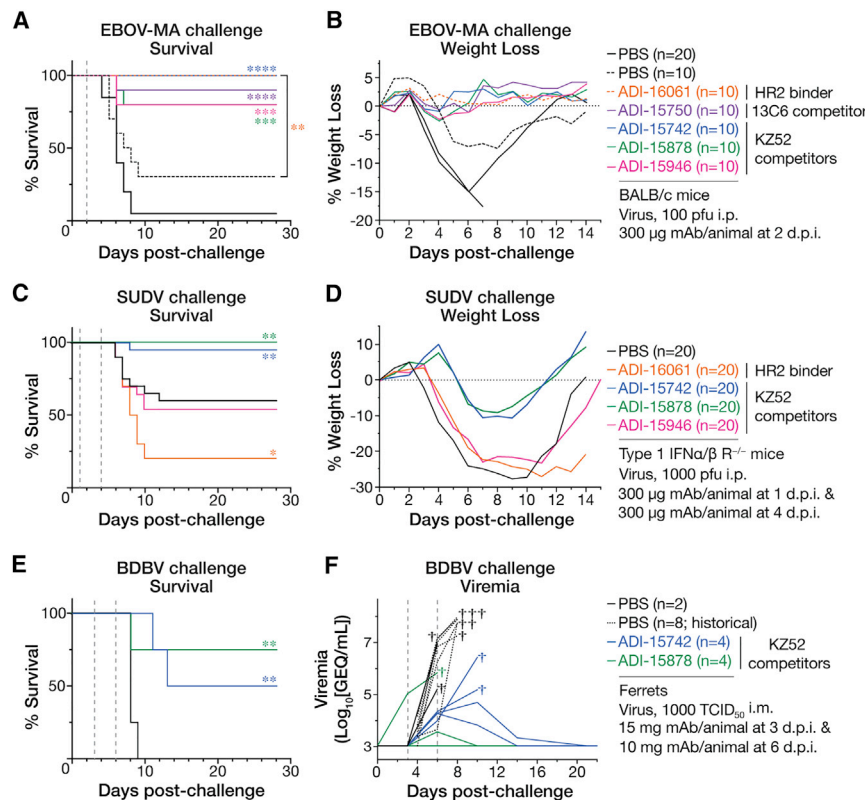 A
EBOV-MA challenge
Survival
100
50
0
% Survival
****
****
***
***
**
0 10 20 30
Days post-challenge
B
EBOV-MA challenge
Weight Loss
5
0
-5
-10
-15
-20
% Weight Loss
0 2 4 6 8 10 12 14
Days post-challenge
PBS (n=20)
PBS (n=10)
ADI-16061 (n=10) HR2 binder
ADI-15750 (n=10) 13C6 competitor
ADI-15742 (n=10)
ADI-15878 (n=10)
ADI-15946 (n=10)
KZ52
competitors
BALB/c mice
Virus, 100 pfu i.p.
300 µg mAb/animal at 2 d.p.i.
C
SUDV challenge
Survival
100
50
% Survival
**
**
*
0 10 20 30
Days post-challenge
D
SUDV challenge
Weight Loss
10
0
-10
-20
-30
% Weight Loss
0 2 4 6 8 10 12 14
Days post-challenge
PBS (n=20)
ADI-16061 (n=20) HR2 binder
ADI-15742 (n=20)
ADI-15878 (n=20)
ADI-15946 (n=20)
KZ52
competitors
Type 1 IFNα/β R–/– mice
Virus, 1000 pfu i.p.
300 µg mAb/animal at 1 d.p.i. &
300 µg mAb/animal at 4 d.p.i.
E
BDBV challenge
Survival
100
50
0
% Survival
**
**
0 10 20 30
Days post-challenge
F
BDBV challenge
Viremia
7
5
3
Viremia
(Log10[GEQ/mL])
† † † †
† †
†
†
†
†
†
0 4 8 12 16 20
Days post-challenge
PBS (n=2)
PBS (n=8; historical)
ADI-15742 (n=4)
ADI-15878 (n=4)
KZ52
competitors
Ferrets
Virus, 1000 TCID50 i.m.
15 mg mAb/animal at 3 d.p.i. &
10 mg mAb/animal at 6 d.p.i.